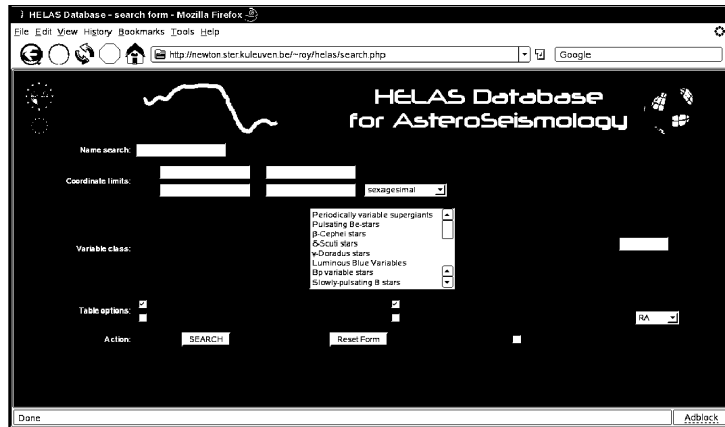 HELAS Database - search form - Mozilla Firefox
File Edit View History Bookmarks Tools Help
http://newton.ster.kuleuven.be/~roy/helas/search.php
Google
HELAS Database
for AsteroSeismology
Name search:
Coordinate limits:
sexagesimal
Periodically variable supergiants
Pulsating Be-stars
β-Cephei stars
δ-Scuti stars
γ-Doradus stars
Luminous Blue Variables
Bp variable stars
Slowly-pulsating B stars
Variable class:
Table options:
RA
Action: SEARCH Reset Form
Done Adblock